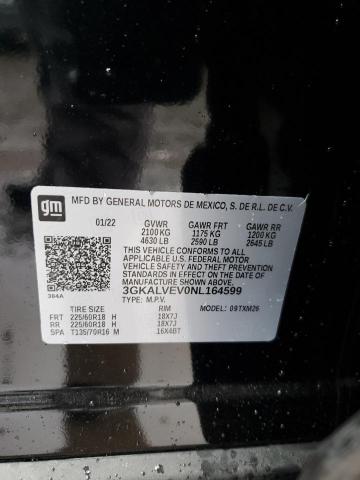 gm
MFD BY GENERAL MOTORS DE MEXICO, S. DE R.L. DE C.V.
01/22 GVWR GAWR FRT GAWR RR
2100 KG 1175 KG 1200 KG
4630 LB 2590 LB 2645 LB
THIS VEHICLE CONFORMS TO ALL
APPLICABLE U.S. FEDERAL MOTOR
VEHICLE SAFETY, BUMPER, AND THEFT
PREVENTION STANDARDS IN EFFECT ON THE
DATE OF MANUFACTURE SHOWN ABOVE.
384A 3GKALVEV0NL164599
TYPE: M.P.V.
TIRE SIZE RIM MODEL: 09TXM26
FRT 225/60R18 H 18X7J
RR 225/60R18 H 18X7J
SPA T135/70R16 M 16X4BT